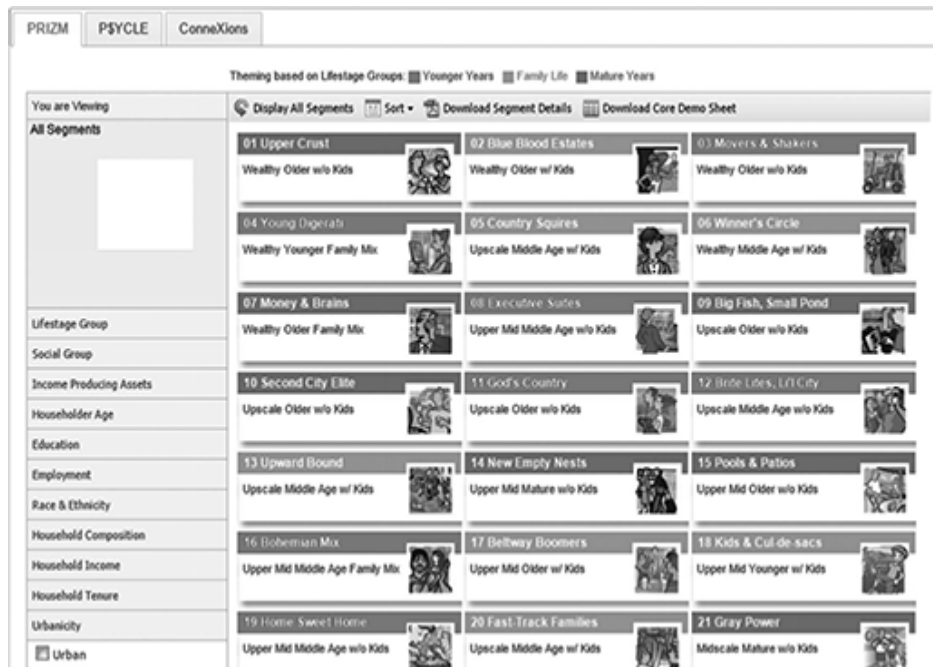 PRIZM P$YCLE ConneXions
Theming based on Lifestage Groups: Younger Years Family Life Mature Years
You are Viewing
All Segments
Lifestage Group
Social Group
Income Producing Assets
Householder Age
Education
Employment
Race & Ethnicity
Household Composition
Household Income
Household Tenure
Urbanicity
Urban
Display All Segments Sort Download Segment Details Download Core Demo Sheet
01 Upper Crust
Wealthy Older w/o Kids
02 Blue Blood Estates
Wealthy Older w/ Kids
03 Movers & Shakers
Wealthy Older w/o Kids
04 Young Digerati
Wealthy Younger Family Mix
05 Country Squires
Upscale Middle Age w/ Kids
06 Winner's Circle
Wealthy Middle Age w/ Kids
07 Money & Brains
Wealthy Older Family Mix
08 Executive Suites
Upper Mid Middle Age w/o Kids
09 Big Fish, Small Pond
Upscale Older w/o Kids
10 Second City Elite
Upscale Older w/o Kids
11 God's Country
Upscale Older w/o Kids
12 Brite Lites, Li'l City
Upscale Middle Age w/o Kids
13 Upward Bound
Upscale Middle Age w/ Kids
14 New Empty Nests
Upper Mid Mature w/o Kids
15 Pools & Patios
Upper Mid Older w/o Kids
16 Bohemian Mix
Upper Mid Middle Age Family Mix
17 Beltway Boomers
Upper Mid Older w/ Kids
18 Kids & Cul-de-sacs
Upper Mid Younger w/ Kids
19 Home Sweet Home
Upper Mid Middle Age w/o Kids
20 Fast-Track Families
Upscale Middle Age w/ Kids
21 Gray Power
Midscale Mature w/o Kids